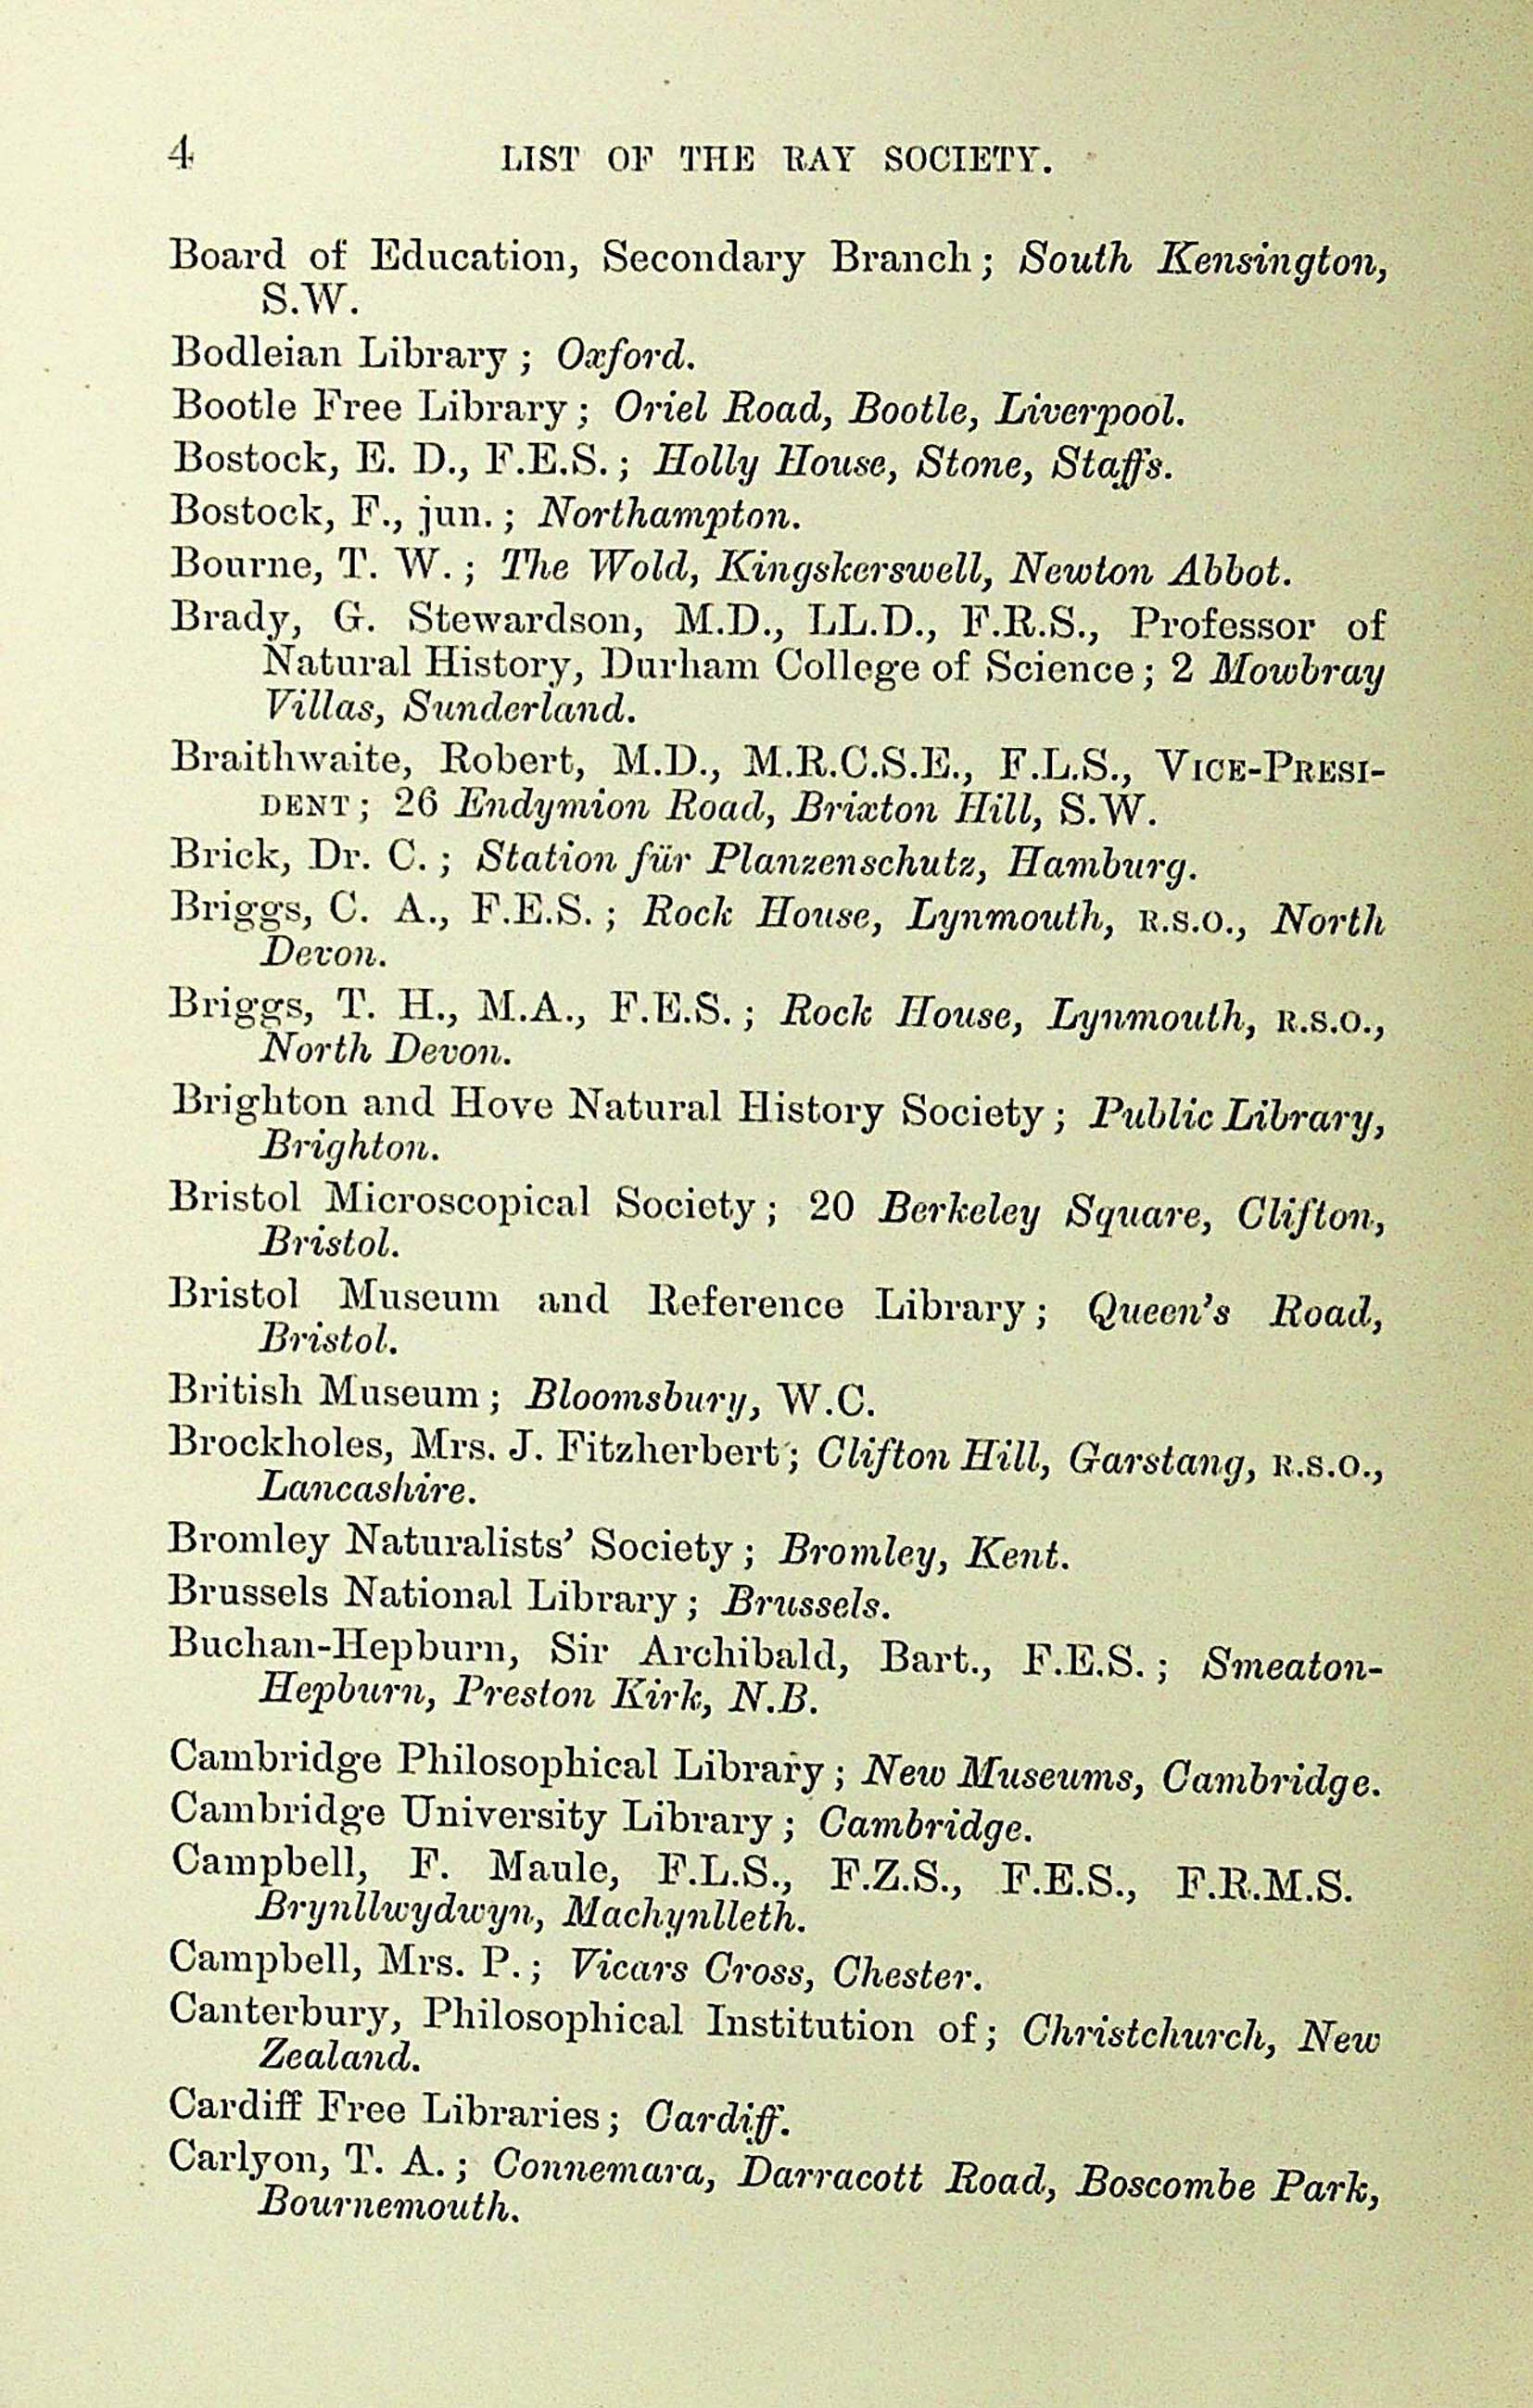 4 LIST OF THE RAY SOCIETY.
Board of Education, Secondary Branch; South Kensington,
S.W.
Bodleian Library; Oxford.
Bootle Free Library; Oriel Road, Bootle, Liverpool.
Bostock, E. D., F.E.S.; Holly House, Stone, Staffs.
Bostock, F., jun.; Northampton.
Bourne, T. W.; The Wold, Kingskerswell, Newton Abbot.
Brady, G. Stewardson, M.D., LL.D., F.R.S., Professor of
Natural History, Durham College of Science; 2 Mowbray
Villas, Sunderland.
Braithwaite, Robert, M.D., M.R.C.S.E., F.L.S., VICE-PRESI-
DENT; 26 Endymion Road, Brixton Hill, S.W.
Brick, Dr. C.; Station für Planzenschutz, Hamburg.
Briggs, C. A., F.E.S.; Rock House, Lynmouth, R.S.O., North
Devon.
Briggs, T. H., M.A., F.E.S.; Rock House, Lynmouth, R.S.O.,
North Devon.
Brighton and Hove Natural History Society; Public Library,
Brighton.
Bristol Microscopical Society; 20 Berkeley Square, Clifton,
Bristol.
Bristol Museum and Reference Library; Queen's Road,
Bristol.
British Museum; Bloomsbury, W.C.
Brockholes, Mrs. J. Fitzherbert; Clifton Hill, Garstang, R.S.O.,
Lancashire.
Bromley Naturalists' Society; Bromley, Kent.
Brussels National Library; Brussels.
Buchan-Hepburn, Sir Archibald, Bart., F.E.S.; Smeaton-
Hepburn, Preston Kirk, N.B.
Cambridge Philosophical Library; New Museums, Cambridge.
Cambridge University Library; Cambridge.
Campbell, F. Maule, F.L.S., F.Z.S., F.E.S., F.R.M.S.
Brynllwydwyn, Machynlleth.
Campbell, Mrs. P.; Vicars Cross, Chester.
Canterbury, Philosophical Institution of; Christchurch, New
Zealand.
Cardiff Free Libraries; Cardiff.
Carlyon, T. A.; Connemara, Darracott Road, Boscombe Park,
Bournemouth.